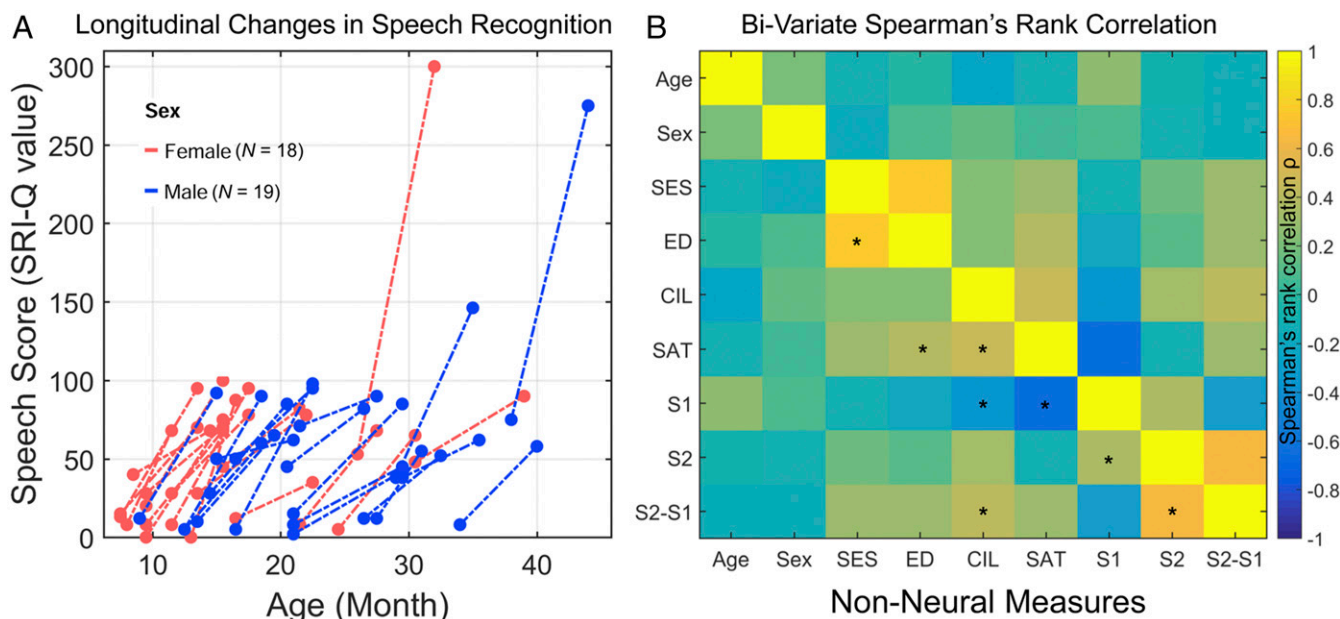 A Longitudinal Changes in Speech Recognition
Speech Score (SRI-Q value)
300
250
200
150
100
50
0
Sex
Female (N = 18)
Male (N = 19)
10 20 30 40
Age (Month)
B Bi-Variate Spearman's Rank Correlation
Age
Sex
SES
ED
*
CIL
SAT
* *
S1
* *
S2
*
S2-S1
* *
Age Sex SES ED CIL SAT S1 S2 S2-S1
Non-Neural Measures
1
0.8
0.6
0.4
0.2
0
-0.2
-0.4
-0.6
-0.8
-1
Spearman's rank correlation ρ